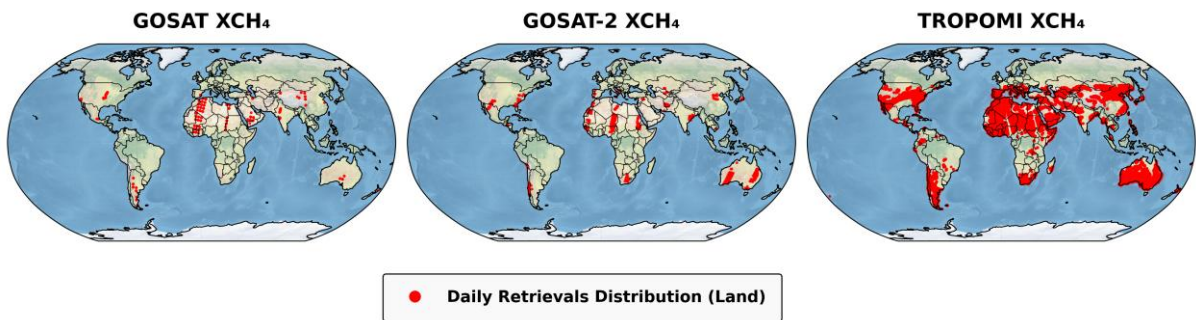 GOSAT XCH₄
GOSAT-2 XCH₄
TROPOMI XCH₄
Daily Retrievals Distribution (Land)